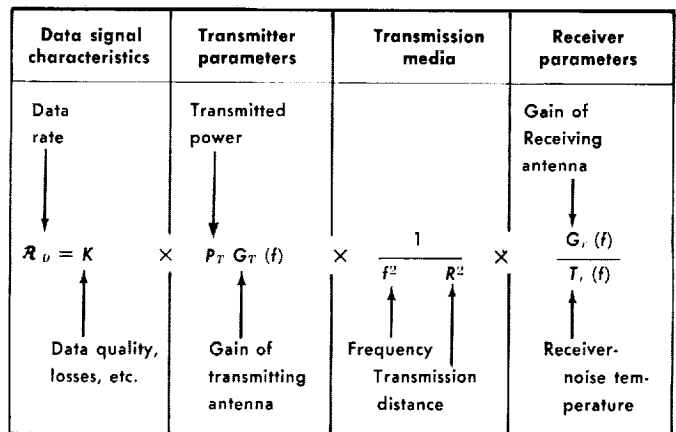 Data signal characteristics
Transmitter parameters
Transmission media
Receiver parameters
Data
rate
Transmitted
power
Gain of
Receiving
antenna
ℛ_D = K × P_T G_T (f) × 1 / f² R² × G_r (f) / T_r (f)
Data quality,
losses, etc.
Gain of
transmitting
antenna
Frequency
Transmission
distance
Receiver-
noise tem-
perature